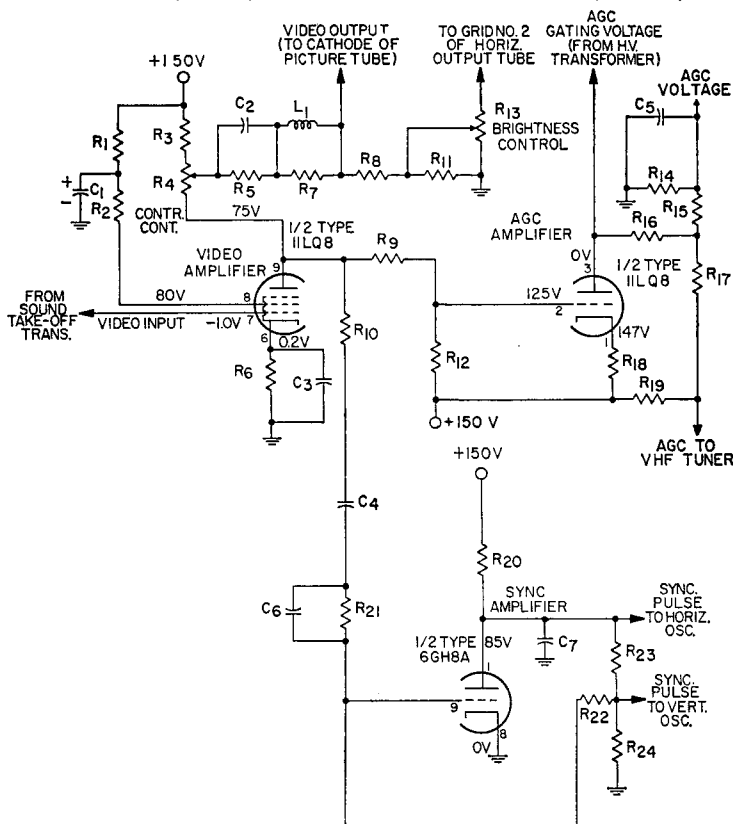 VIDEO OUTPUT
(TO CATHODE OF
PICTURE TUBE)
TO GRID NO. 2
OF HORIZ.
OUTPUT TUBE
AGC
GATING VOLTAGE
(FROM H.V.
TRANSFORMER)
AGC
VOLTAGE
+150V
R1
R3
C2
L1
R13
BRIGHTNESS
CONTROL
C5
R4
R5
R7
R8
R11
R14
R15
R16
+
C1
-
R2
CONTR.
CONT.
75V
1/2 TYPE
11LQ8
VIDEO
AMPLIFIER
9
R9
AGC
AMPLIFIER
0V
3
1/2 TYPE
11LQ8
R17
FROM
SOUND
TAKE-OFF
TRANS.
80V
8
VIDEO INPUT
-1.0V
7
6
0.2V
R10
125V
2
147V
1
R6
C3
R12
R18
R19
+150 V
AGC TO
VHF TUNER
+150V
C4
R20
C6
R21
SYNC
AMPLIFIER
1/2 TYPE
6GH8A
85V
1
C7
SYNC.
PULSE
TO HORIZ.
OSC.
R23
9
8
0V
R22
SYNC.
PULSE
TO VERT.
OSC.
R24